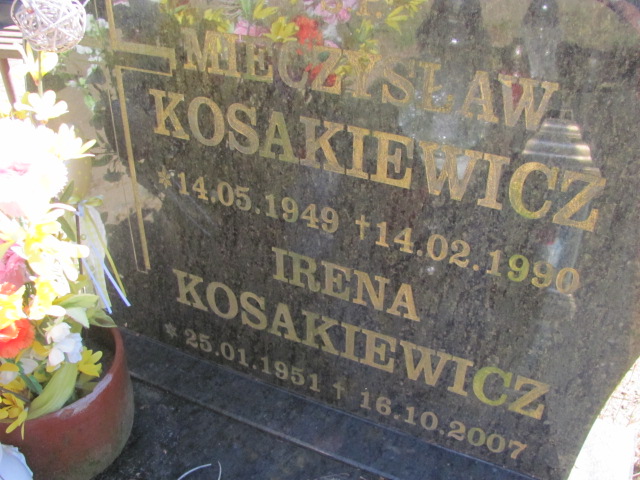 MIECZYSŁAW
KOSAKIEWICZ
*14.05.1949 †14.02.1990
IRENA
KOSAKIEWICZ
* 25.01.1951 † 16.10.2007